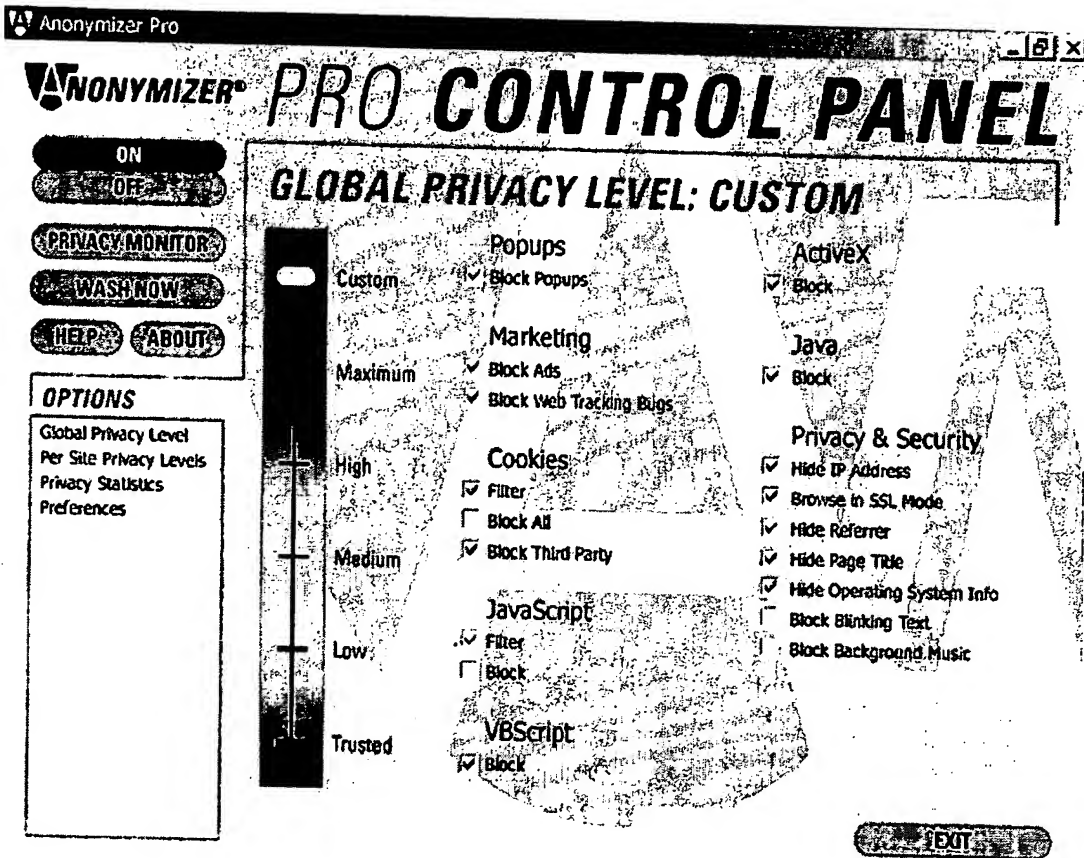 Anonymizer Pro
ANONYMIZER® PRO CONTROL PANEL
ON
OFF
PRIVACY MONITOR
WASH NOW
HELP ABOUT
OPTIONS
Global Privacy Level
Per Site Privacy Levels
Privacy Statistics
Preferences
GLOBAL PRIVACY LEVEL: CUSTOM
Custom
Maximum
High
Medium
Low
Trusted
Popups
Block Popups
Marketing
Block Ads
Block Web Tracking Bugs
Cookies
Filter
Block All
Block Third Party
JavaScript
Filter
Block
VBScript
Block
ActiveX
Block
Java
Block
Privacy & Security
Hide IP Address
Browse in SSL Mode
Hide Referrer
Hide Page Title
Hide Operating System Info
Block Blinking Text
Block Background Music
EXIT